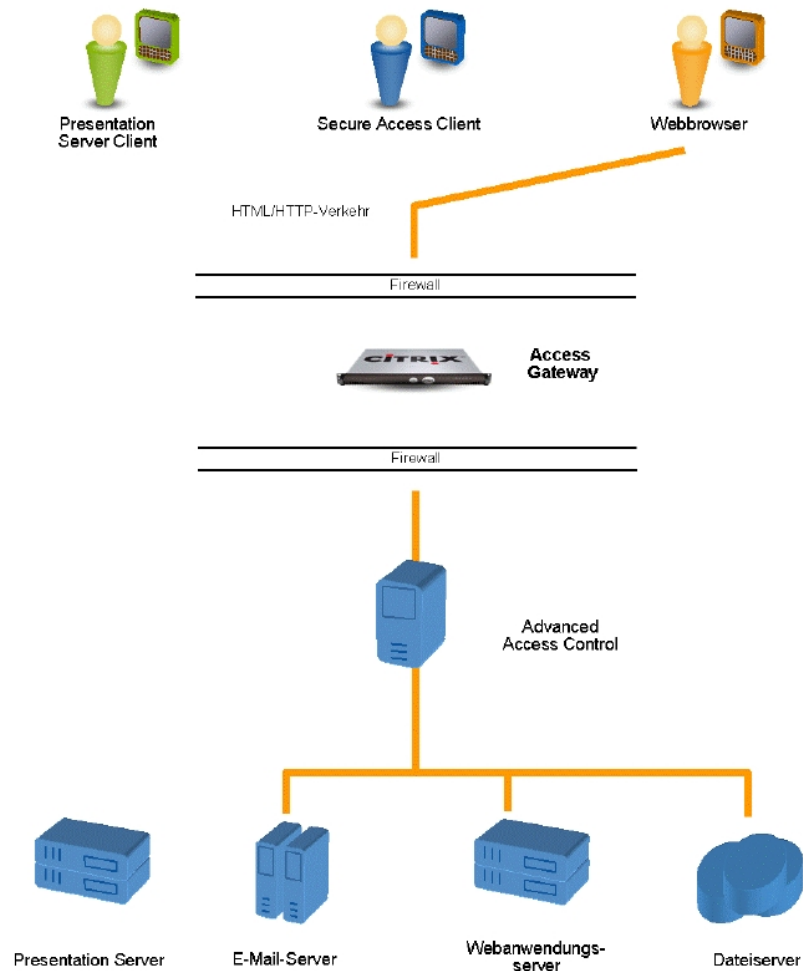 Presentation
Server Client
Secure Access Client
Webbrowser
HTML/HTTP-Verkehr
Firewall
CITRIX
Access
Gateway
Firewall
Advanced
Access Control
Presentation Server
E-Mail-Server
Webanwendungs-
server
Dateiserver